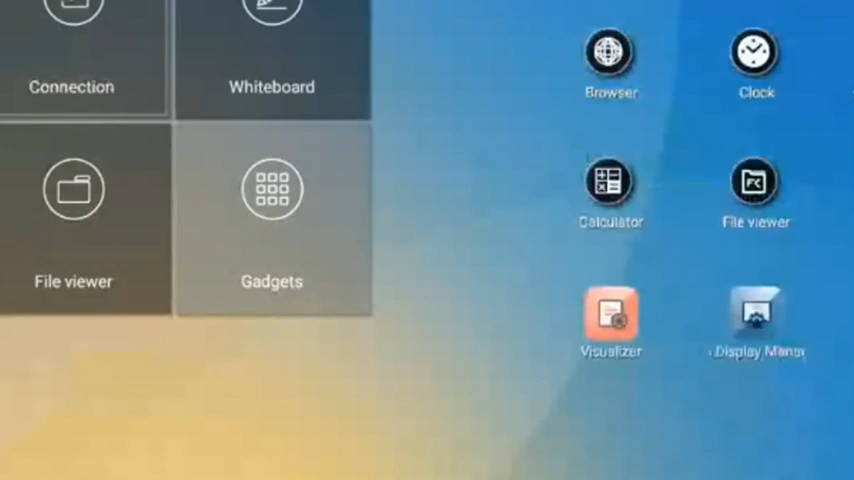 Connection
Whiteboard
File viewer
Gadgets
Browser
Clock
Calculator
File viewer
Visualizer
Display